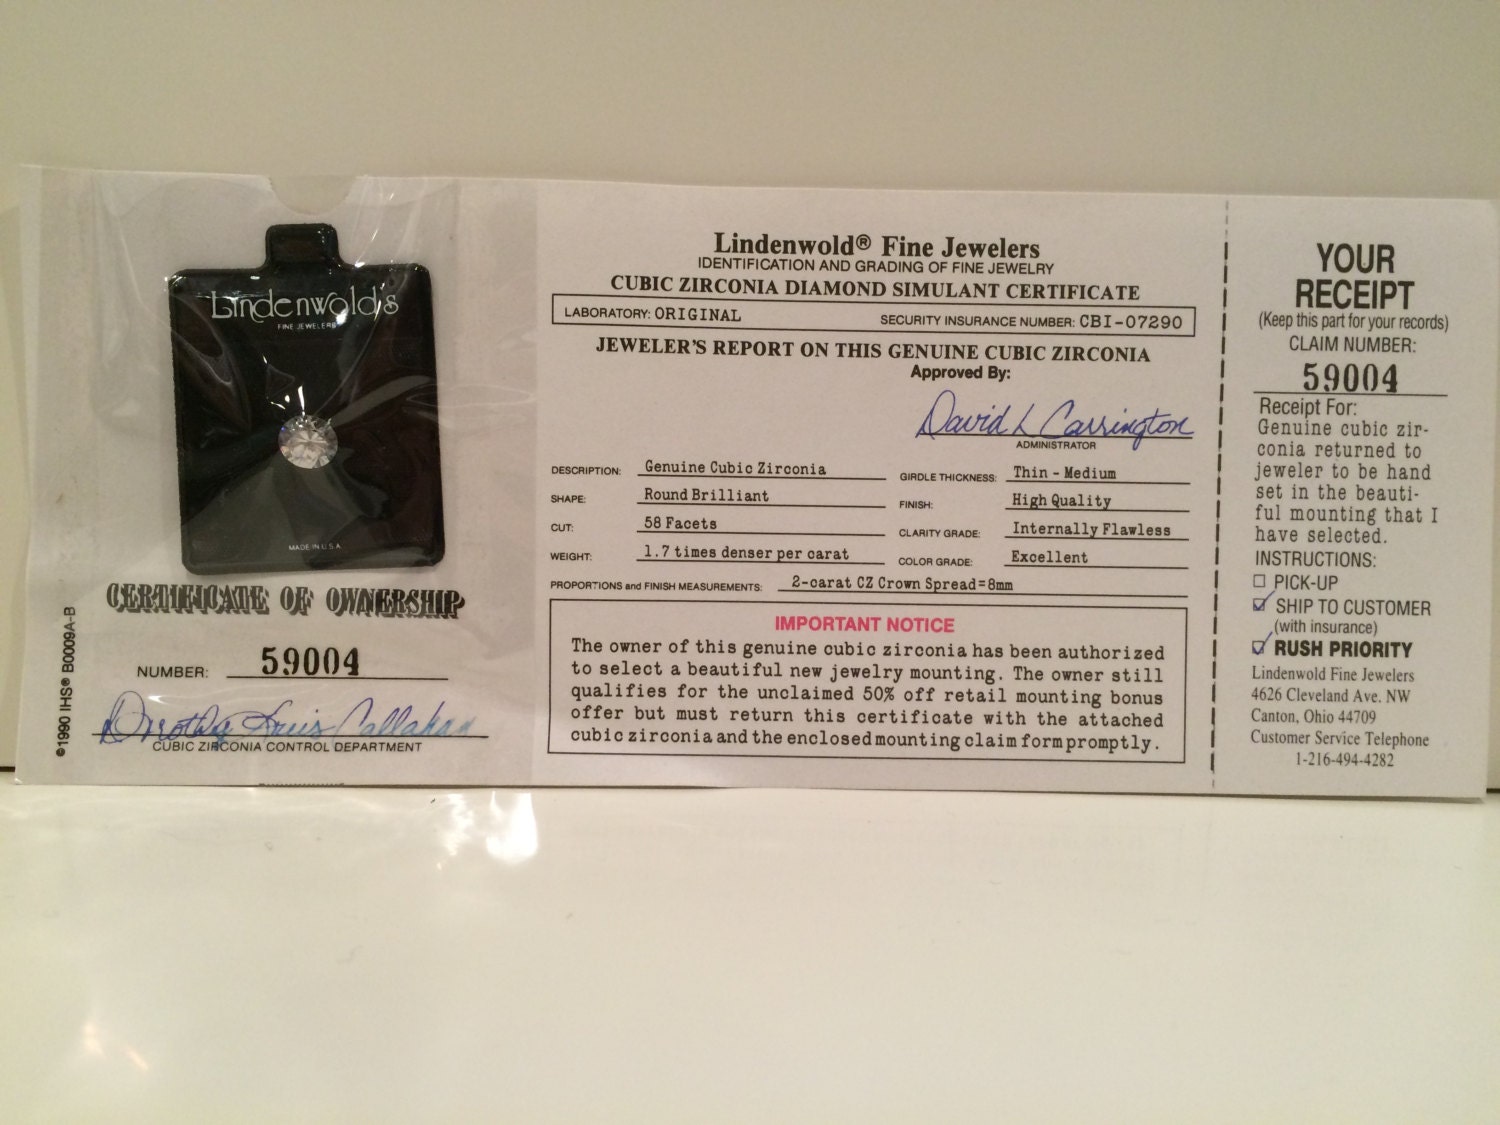 Lindenwold's
FINE JEWELERS
MADE IN U.S.A.
CERTIFICATE OF OWNERSHIP
NUMBER: 59004
Dorothy Callahan
CUBIC ZIRCONIA CONTROL DEPARTMENT
©1990 IHS® B0009A-B
Lindenwold® Fine Jewelers
IDENTIFICATION AND GRADING OF FINE JEWELRY
CUBIC ZIRCONIA DIAMOND SIMULANT CERTIFICATE
LABORATORY: ORIGINAL SECURITY INSURANCE NUMBER: CBI-07290
JEWELER'S REPORT ON THIS GENUINE CUBIC ZIRCONIA
Approved By:
David L Carrington
ADMINISTRATOR
DESCRIPTION: Genuine Cubic Zirconia GIRDLE THICKNESS: Thin - Medium
SHAPE: Round Brilliant FINISH: High Quality
CUT: 58 Facets CLARITY GRADE: Internally Flawless
WEIGHT: 1.7 times denser per carat COLOR GRADE: Excellent
PROPORTIONS and FINISH MEASUREMENTS: 2-carat CZ Crown Spread=8mm
IMPORTANT NOTICE
The owner of this genuine cubic zirconia has been authorized
to select a beautiful new jewelry mounting. The owner still
qualifies for the unclaimed 50% off retail mounting bonus
offer but must return this certificate with the attached
cubic zirconia and the enclosed mounting claim form promptly.
YOUR
RECEIPT
(Keep this part for your records)
CLAIM NUMBER:
59004
Receipt For:
Genuine cubic zir-
conia returned to
jeweler to be hand
set in the beauti-
ful mounting that I
have selected.
INSTRUCTIONS:
PICK-UP
SHIP TO CUSTOMER
(with insurance)
RUSH PRIORITY
Lindenwold Fine Jewelers
4626 Cleveland Ave. NW
Canton, Ohio 44709
Customer Service Telephone
1-216-494-4282